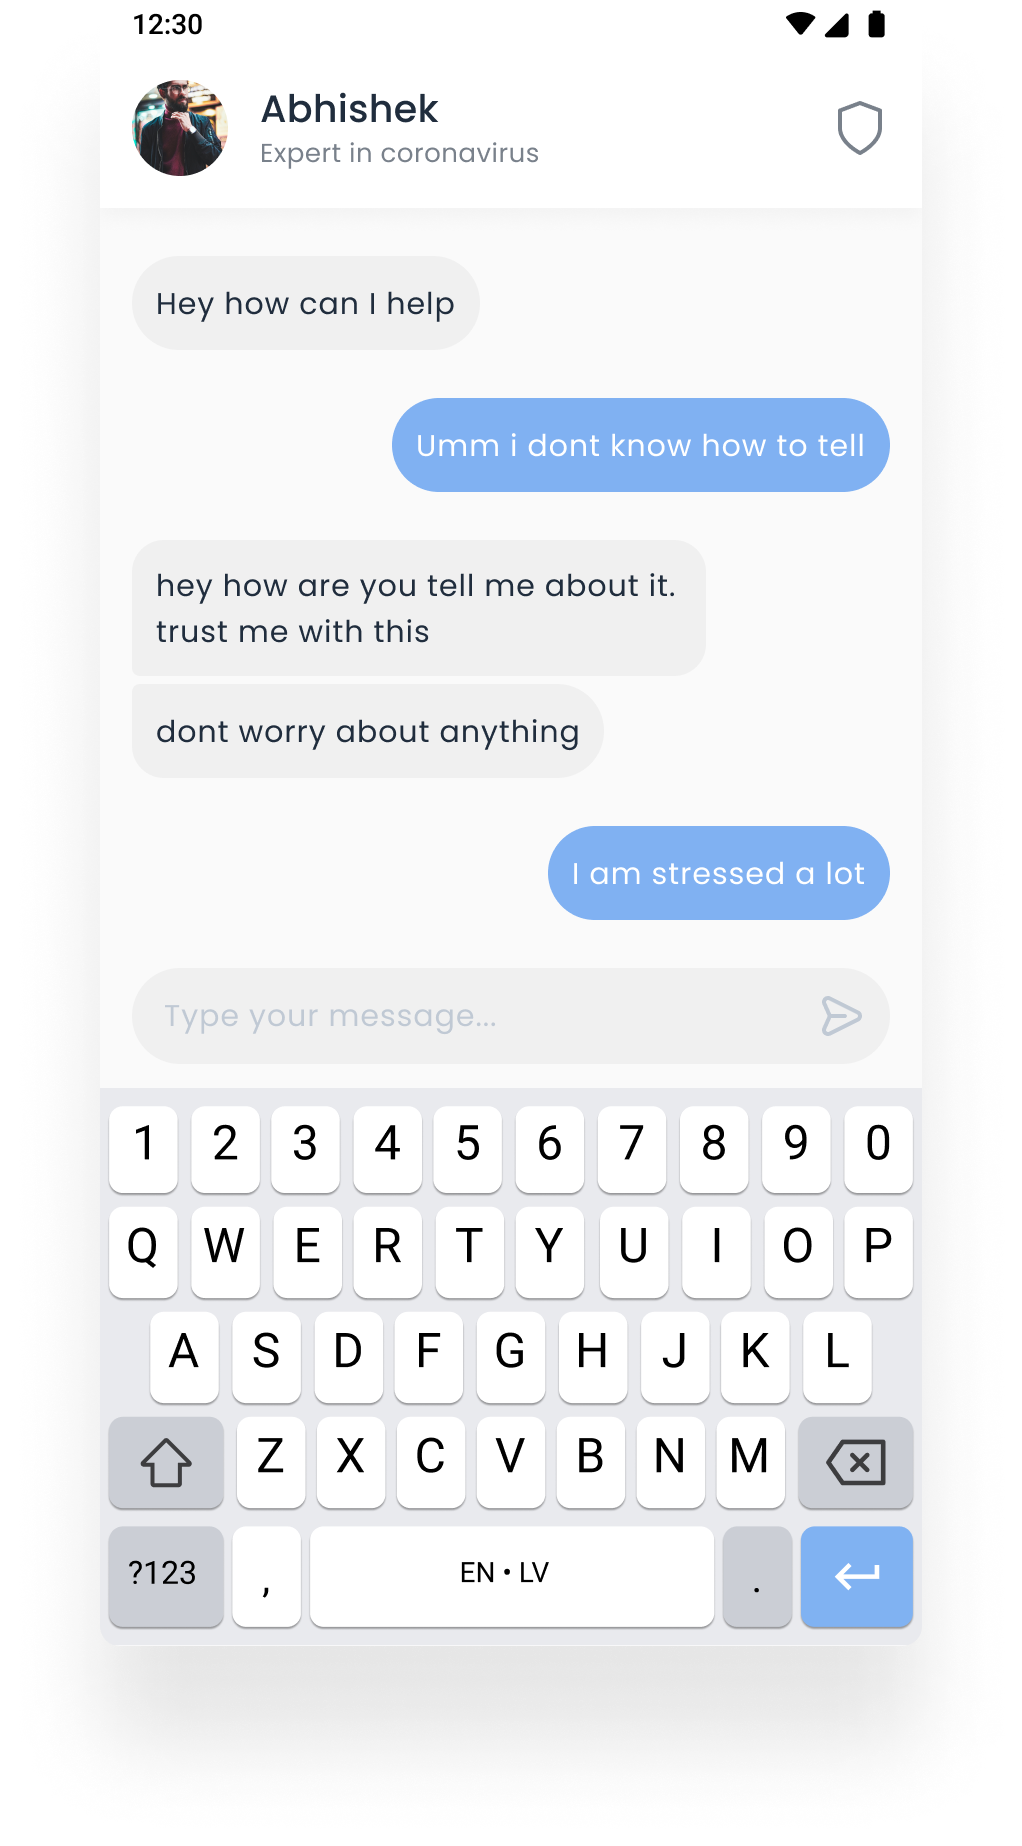 12:30
Abhishek
Expert in coronavirus
Hey how can I help
Umm i dont know how to tell
hey how are you tell me about it.
trust me with this
dont worry about anything
I am stressed a lot
Type your message...
1 2 3 4 5 6 7 8 9 0
Q W E R T Y U I O P
A S D F G H J K L
Z X C V B N M
?123 , EN • LV .